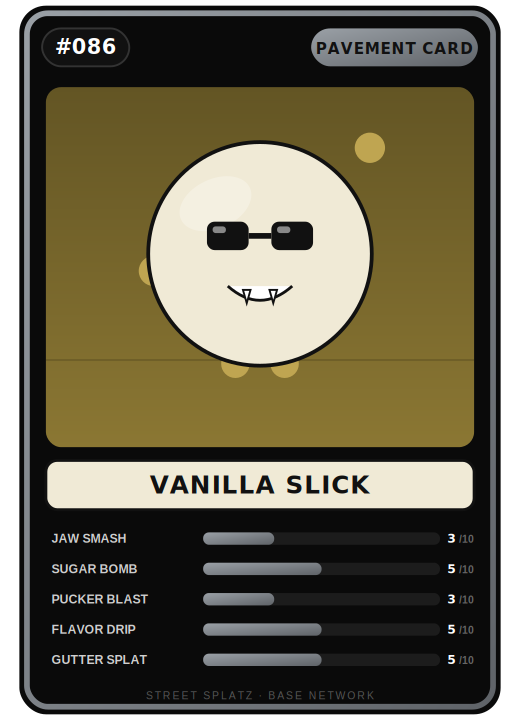 #086
PAVEMENT CARD
VANILLA SLICK
JAW SMASH 3 /10
SUGAR BOMB 5 /10
PUCKER BLAST 3 /10
FLAVOR DRIP 5 /10
GUTTER SPLAT 5 /10
STREET SPLATZ · BASE NETWORK